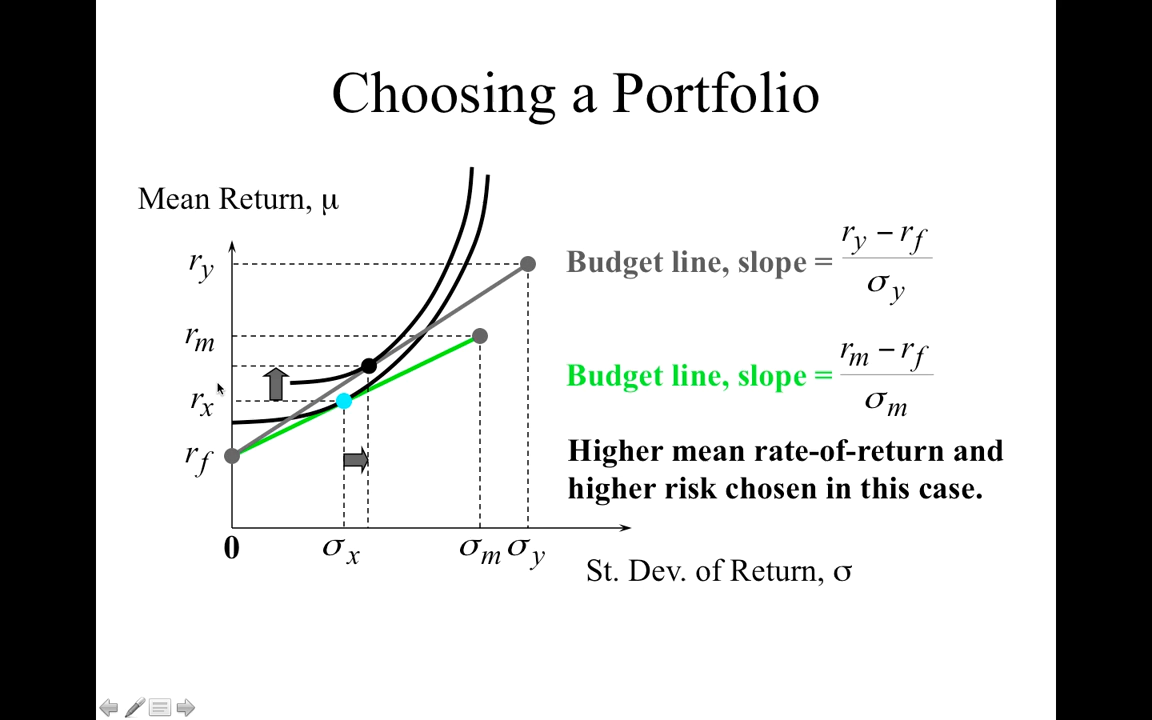 Choosing a Portfolio
Mean Return, μ
r_y
r_m
r_x
r_f
0
σ_x
σ_m σ_y
St. Dev. of Return, σ
Budget line, slope = (r_y − r_f) / σ_y
Budget line, slope = (r_m − r_f) / σ_m
Higher mean rate-of-return and
higher risk chosen in this case.